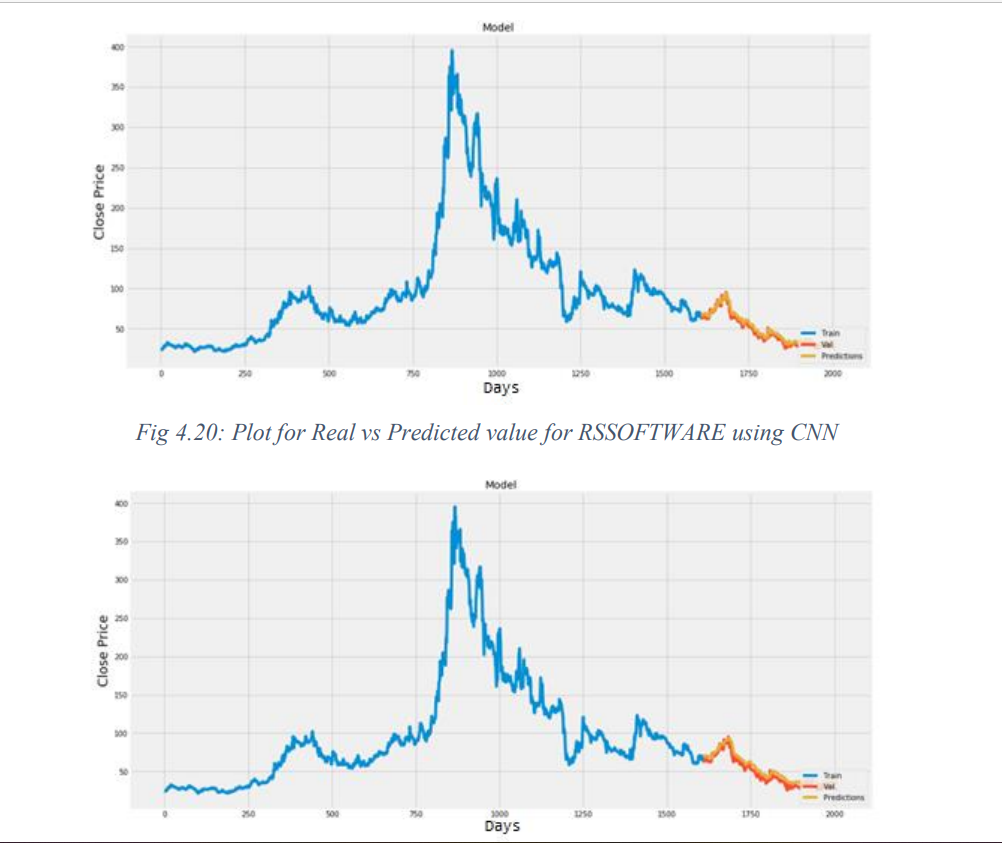 Model
400
350
300
250
200
150
100
50
Close Price
0 250 500 750 1000 1250 1500 1750 2000
Days
Train
Val
Predictions
Fig 4.20: Plot for Real vs Predicted value for RSSOFTWARE using CNN
Model
400
350
300
250
200
150
100
50
Close Price
0 250 500 750 1000 1250 1500 1750 2000
Days
Train
Val
Predictions